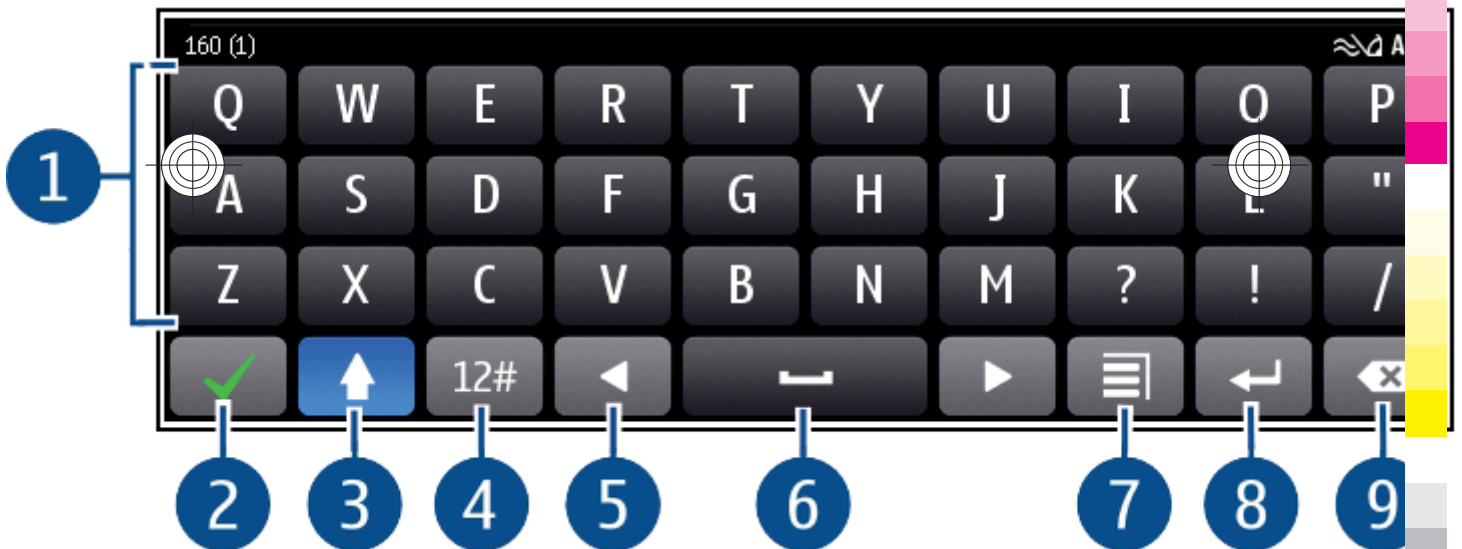 160 (1) A
Q W E R T Y U I O P
1
A S D F G H J K L "
Z X C V B N M ? ! /
12#
2 3 4 5 6 7 8 9